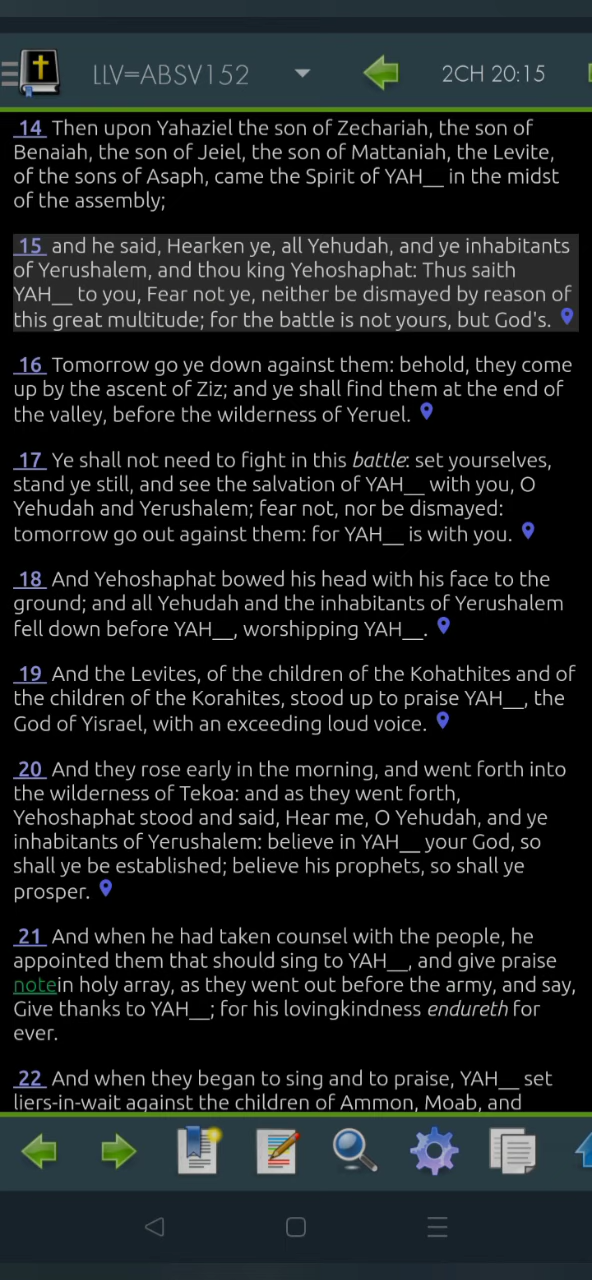 LLV=ABSV152
2CH 20:15
14 Then upon Yahaziel the son of Zechariah, the son of
Benaiah, the son of Jeiel, the son of Mattaniah, the Levite,
of the sons of Asaph, came the Spirit of YAH__ in the midst
of the assembly;
15 and he said, Hearken ye, all Yehudah, and ye inhabitants
of Yerushalem, and thou king Yehoshaphat: Thus saith
YAH__ to you, Fear not ye, neither be dismayed by reason of
this great multitude; for the battle is not yours, but God's.
16 Tomorrow go ye down against them: behold, they come
up by the ascent of Ziz; and ye shall find them at the end of
the valley, before the wilderness of Yeruel.
17 Ye shall not need to fight in this battle: set yourselves,
stand ye still, and see the salvation of YAH__ with you, O
Yehudah and Yerushalem; fear not, nor be dismayed:
tomorrow go out against them: for YAH__ is with you.
18 And Yehoshaphat bowed his head with his face to the
ground; and all Yehudah and the inhabitants of Yerushalem
fell down before YAH__, worshipping YAH__.
19 And the Levites, of the children of the Kohathites and of
the children of the Korahites, stood up to praise YAH__, the
God of Yisrael, with an exceeding loud voice.
20 And they rose early in the morning, and went forth into
the wilderness of Tekoa: and as they went forth,
Yehoshaphat stood and said, Hear me, O Yehudah, and ye
inhabitants of Yerushalem: believe in YAH__ your God, so
shall ye be established; believe his prophets, so shall ye
prosper.
21 And when he had taken counsel with the people, he
appointed them that should sing to YAH__, and give praise
notein holy array, as they went out before the army, and say,
Give thanks to YAH__; for his lovingkindness endureth for
ever.
22 And when they began to sing and to praise, YAH__ set
liers-in-wait against the children of Ammon, Moab, and